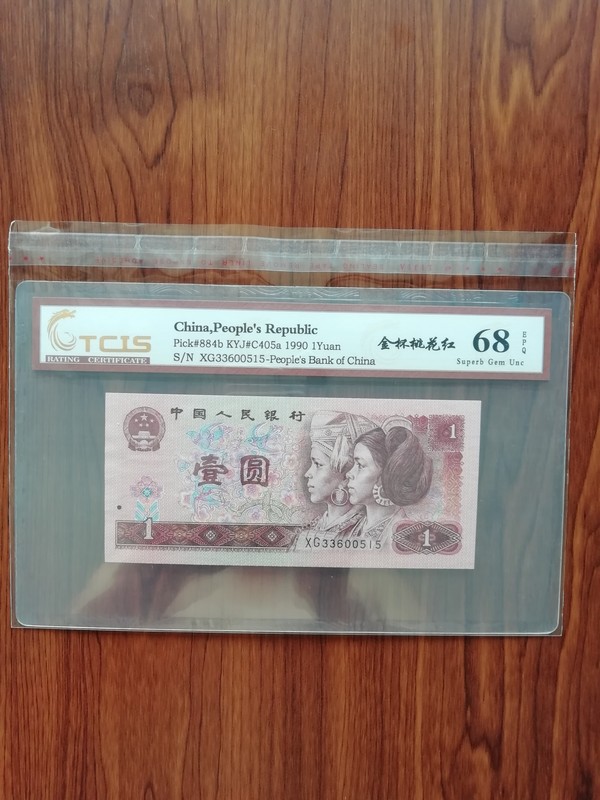 TCIS
RATING CERTIFICATE
China,People's Republic
Pick#884b KYJ#C405a 1990 1Yuan
S/N XG33600515-People's Bank of China
金杯桃花红
68
EPQ
Superb Gem Unc
中国人民银行
1
壹圆
1
XG33600515
1